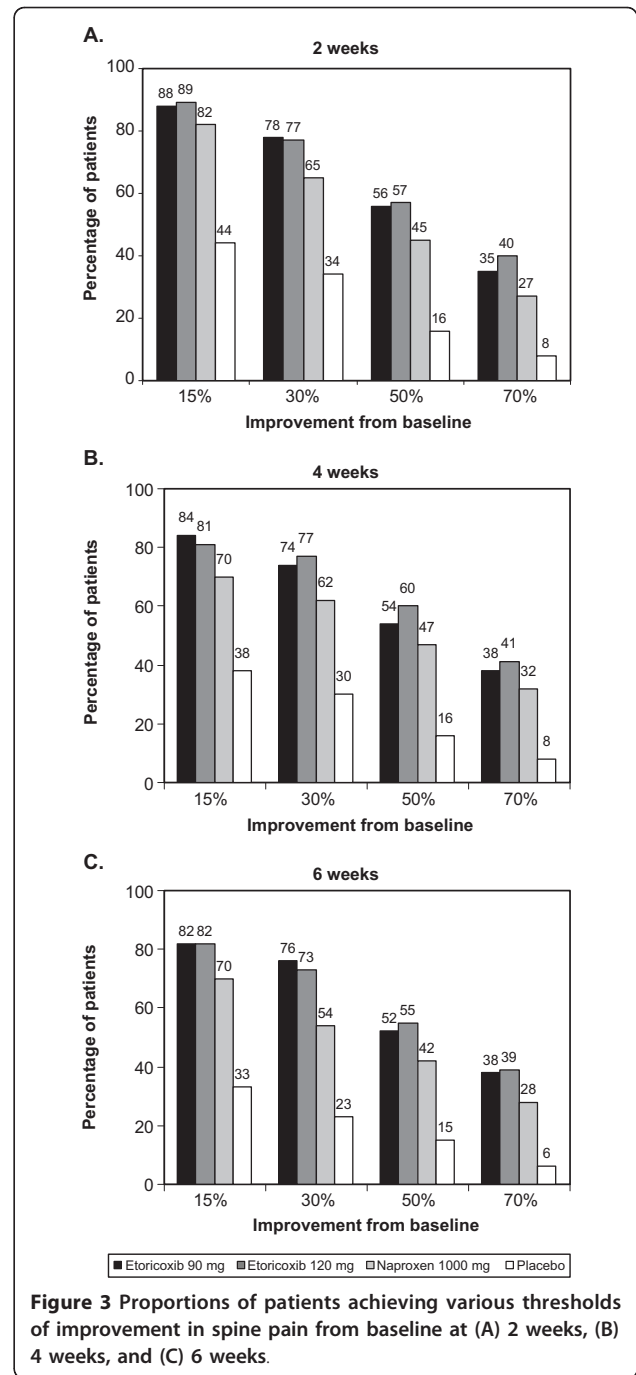 A.
2 weeks
100
80
60
40
20
0
Percentage of patients
88 89 82 44
78 77 65 34
56 57 45 16
35 40 27 8
15% 30% 50% 70%
Improvement from baseline
B.
4 weeks
100
80
60
40
20
0
Percentage of patients
84 81 70 38
74 77 62 30
54 60 47 16
38 41 32 8
15% 30% 50% 70%
Improvement from baseline
C.
6 weeks
100
80
60
40
20
0
Percentage of patients
82 82 70 33
76 73 54 23
52 55 42 15
38 39 28 6
15% 30% 50% 70%
Improvement from baseline
Etoricoxib 90 mg Etoricoxib 120 mg Naproxen 1000 mg Placebo
Figure 3 Proportions of patients achieving various thresholds
of improvement in spine pain from baseline at (A) 2 weeks, (B)
4 weeks, and (C) 6 weeks.